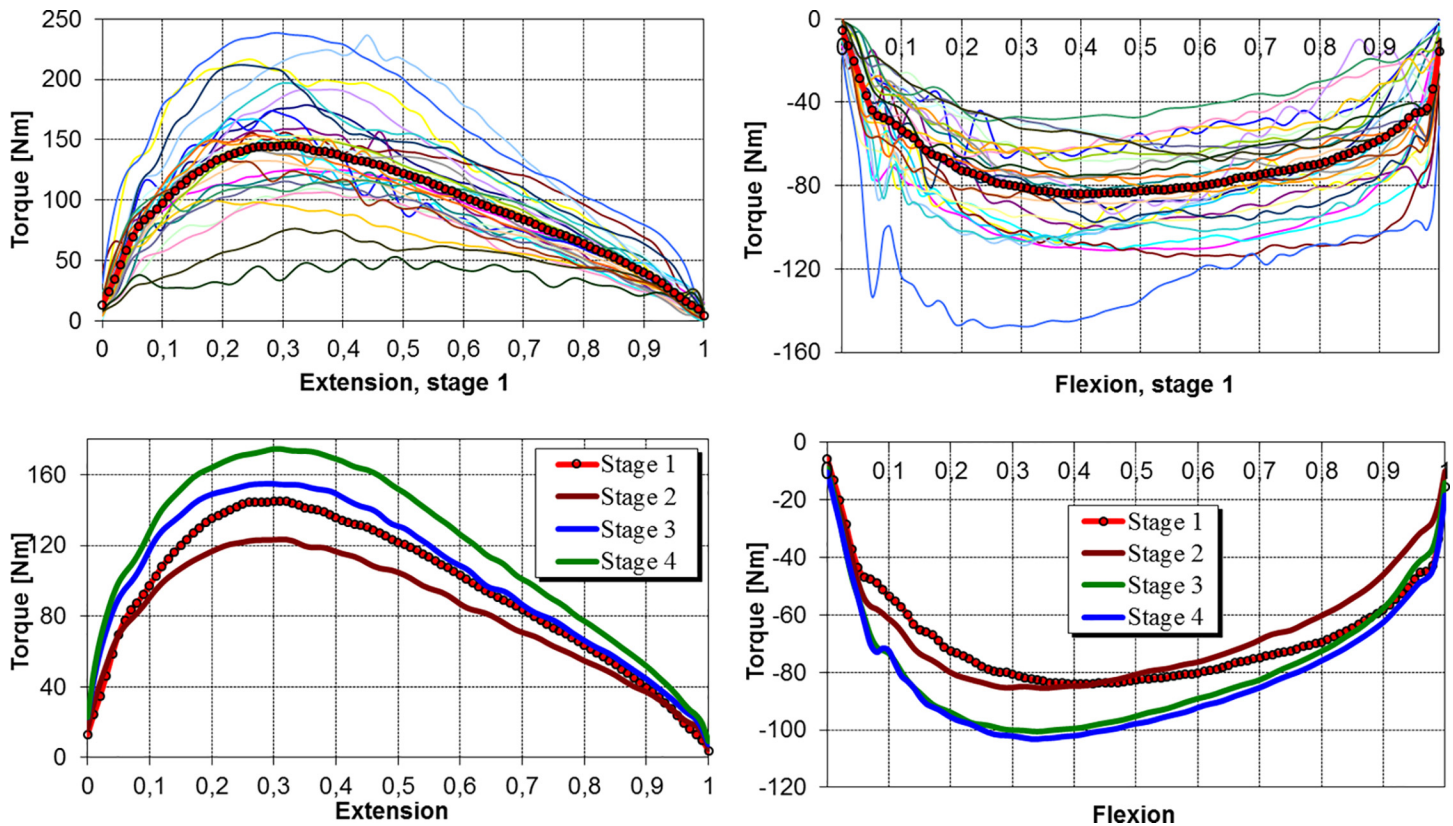 250
200
150
100
50
0
Torque [Nm]
0 0,1 0,2 0,3 0,4 0,5 0,6 0,7 0,8 0,9 1
Extension, stage 1
0
-40
-80
-120
-160
Torque [Nm]
0 0,1 0,2 0,3 0,4 0,5 0,6 0,7 0,8 0,9 1
Flexion, stage 1
160
120
80
40
0
Torque [Nm]
Stage 1
Stage 2
Stage 3
Stage 4
0 0,1 0,2 0,3 0,4 0,5 0,6 0,7 0,8 0,9 1
Extension
0
-20
-40
-60
-80
-100
-120
Torque [Nm]
0 0,1 0,2 0,3 0,4 0,5 0,6 0,7 0,8 0,9 1
Stage 1
Stage 2
Stage 3
Stage 4
Flexion